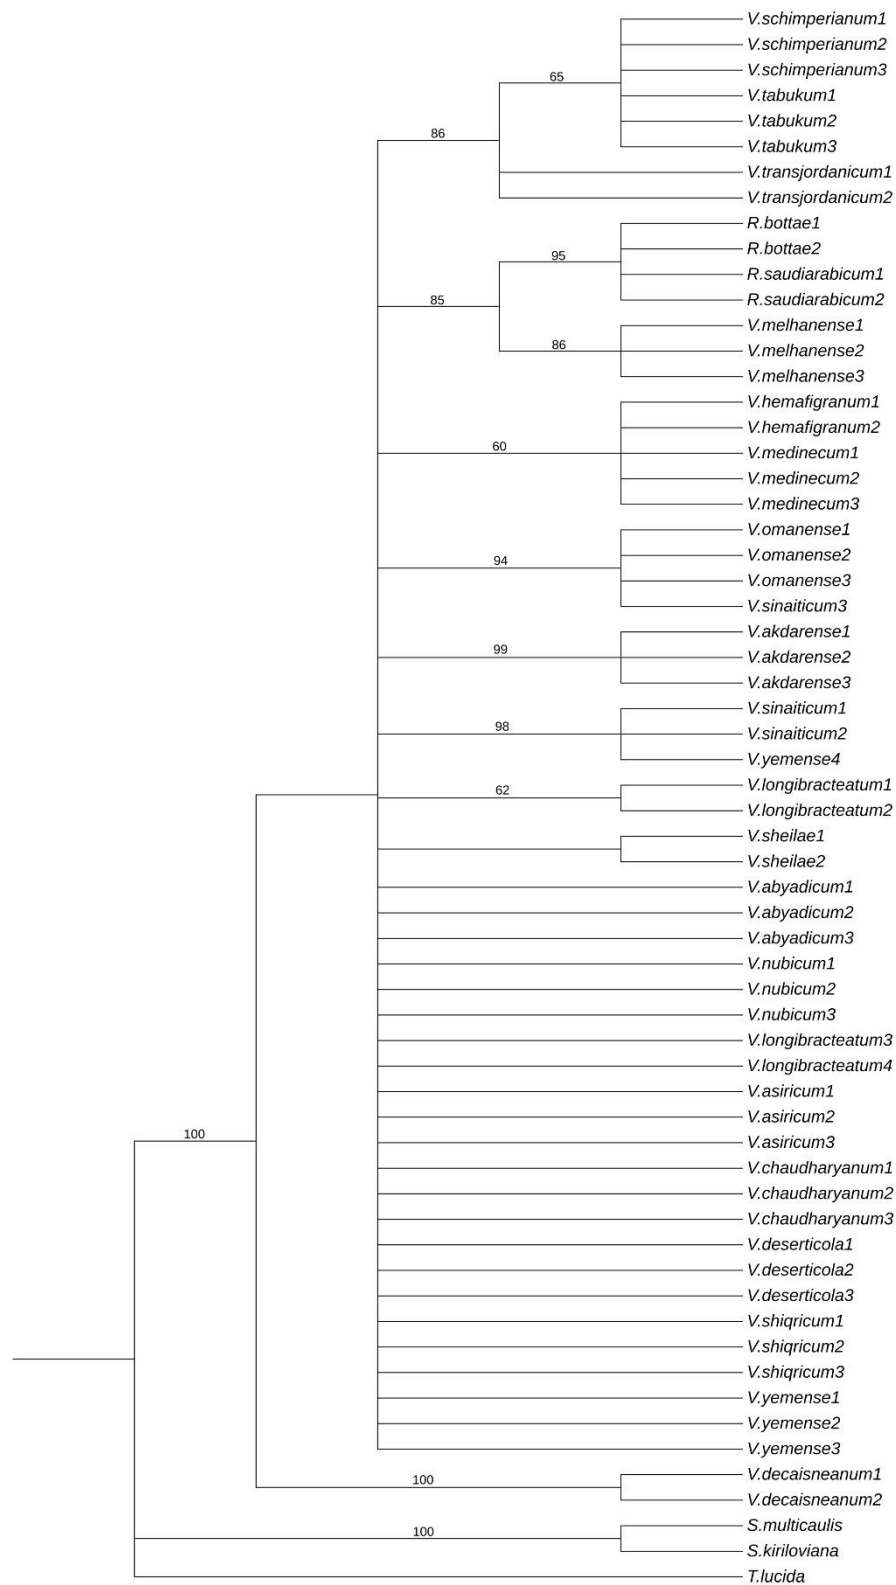 V.schimperianum1
V.schimperianum2
V.schimperianum3
65
V.tabukum1
V.tabukum2
86
V.tabukum3
V.transjordanicum1
V.transjordanicum2
R.bottae1
R.bottae2
95
R.saudiarabicum1
R.saudiarabicum2
85
V.melhanense1
86
V.melhanense2
V.melhanense3
V.hemafigranum1
V.hemafigranum2
60
V.medinecum1
V.medinecum2
V.medinecum3
V.omanense1
V.omanense2
94
V.omanense3
V.sinaiticum3
V.akdarense1
99
V.akdarense2
V.akdarense3
V.sinaiticum1
98
V.sinaiticum2
V.yemense4
V.longibracteatum1
62
V.longibracteatum2
V.sheilae1
V.sheilae2
V.abyadicum1
V.abyadicum2
V.abyadicum3
V.nubicum1
V.nubicum2
V.nubicum3
V.longibracteatum3
V.longibracteatum4
V.asiricum1
V.asiricum2
100
V.asiricum3
V.chaudharyanum1
V.chaudharyanum2
V.chaudharyanum3
V.deserticola1
V.deserticola2
V.deserticola3
V.shiqricum1
V.shiqricum2
V.shiqricum3
V.yemense1
V.yemense2
V.yemense3
V.decaisneanum1
100
V.decaisneanum2
S.multicaulis
100
S.kiriloviana
T.lucida